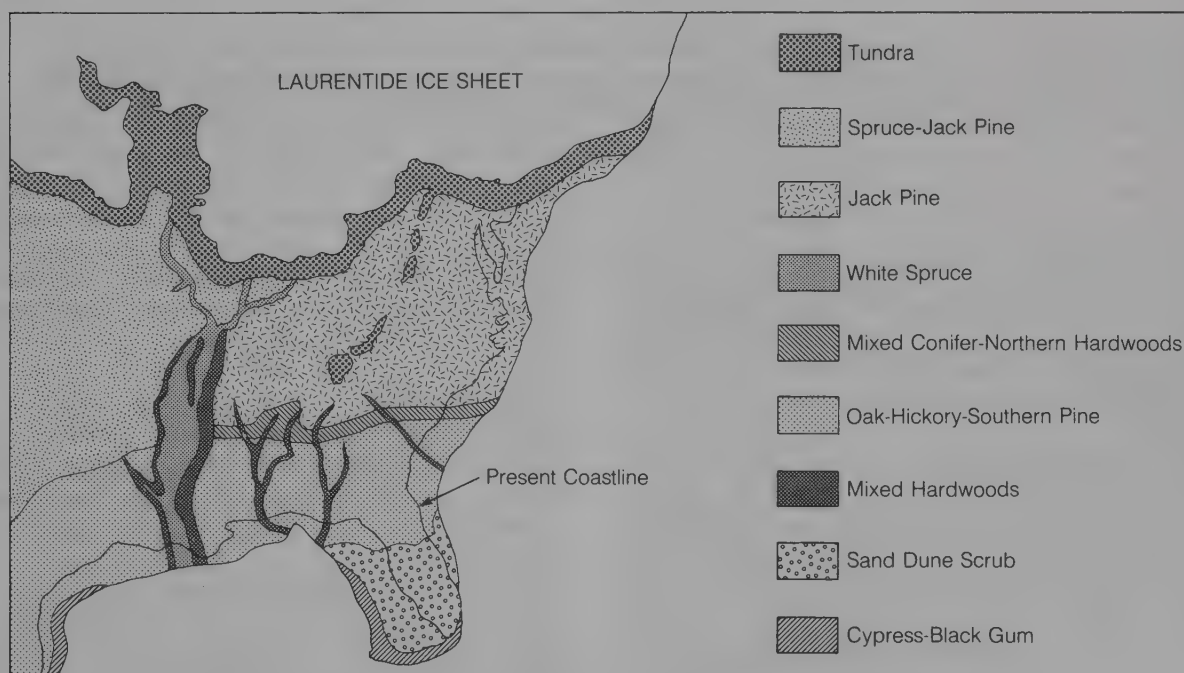 LAURENTIDE ICE SHEET
Present Coastline
Tundra
Spruce-Jack Pine
Jack Pine
White Spruce
Mixed Conifer-Northern Hardwoods
Oak-Hickory-Southern Pine
Mixed Hardwoods
Sand Dune Scrub
Cypress-Black Gum